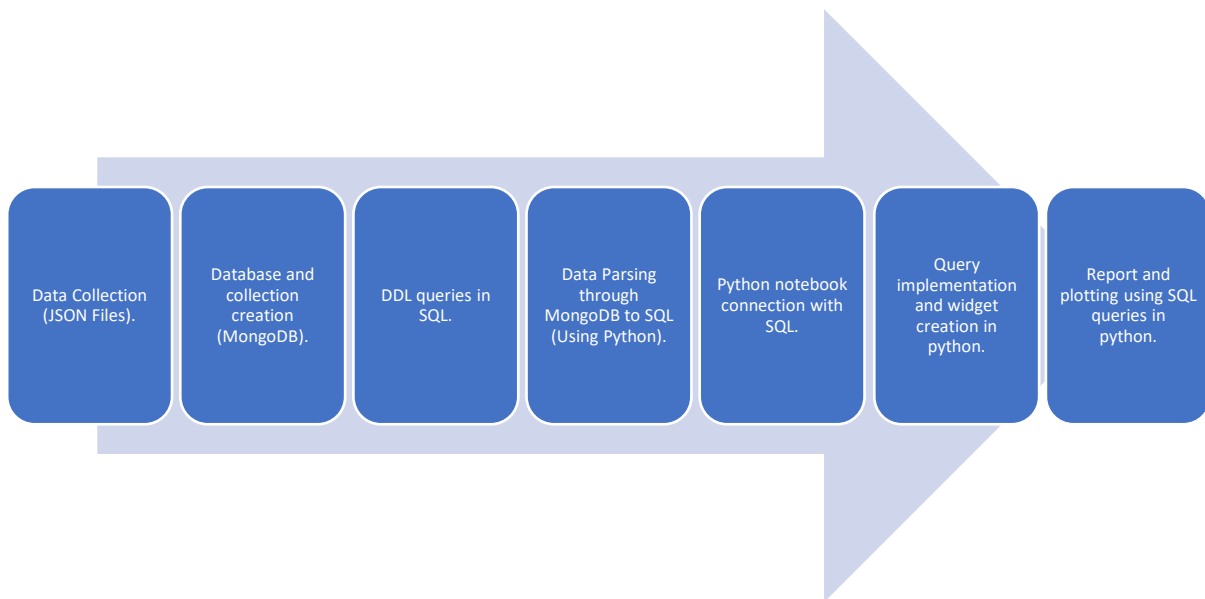 Data Collection
(JSON Files).
Database and
collection
creation
(MongoDB).
DDL queries in
SQL.
Data Parsing
through
MongoDB to SQL
(Using Python).
Python notebook
connection with
SQL.
Query
implementation
and widget
creation in
python.
Report and
plotting using SQL
queries in
python.